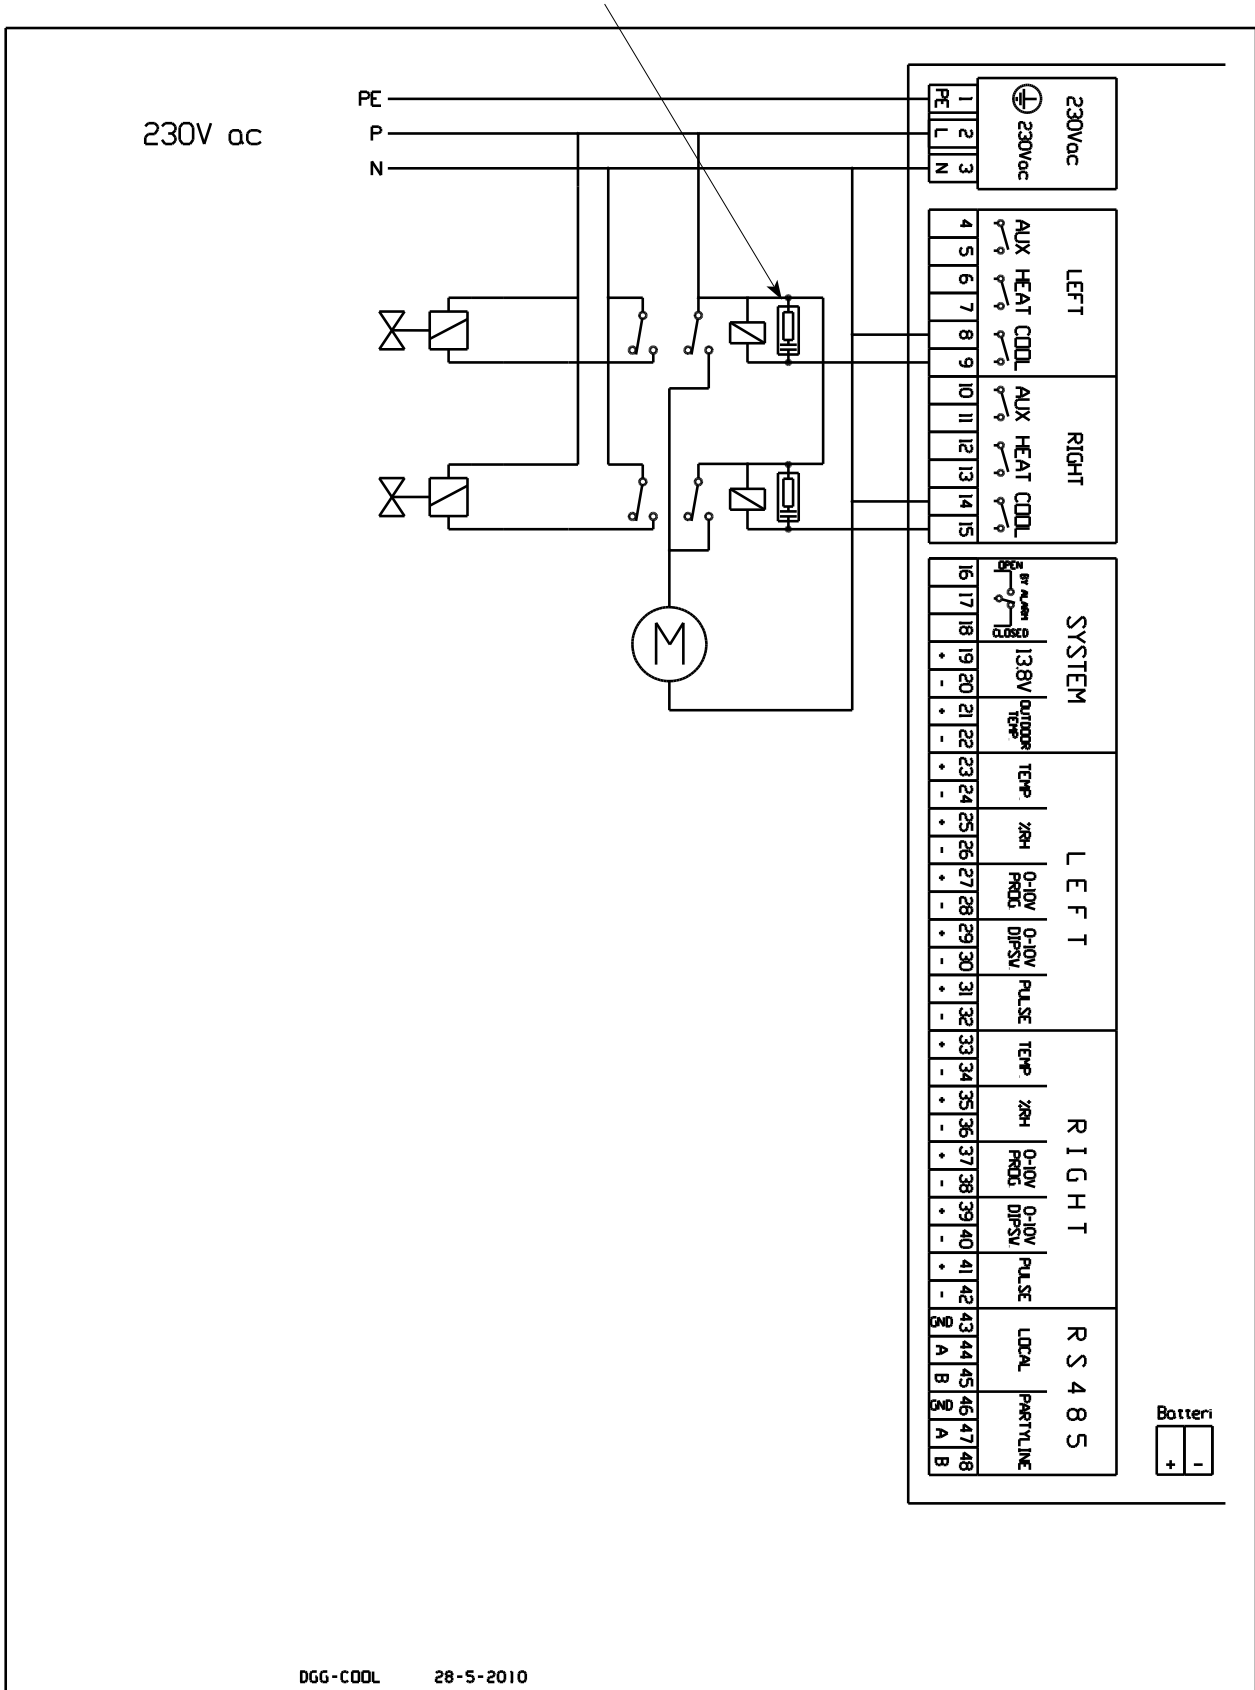 PE
P
N
230V ac
M
1 PE
2 L
3 N
230Vac
230Vac
4
5
AUX
6
7
HEAT
8
9
COOL
LEFT
10
11
AUX
12
13
HEAT
14
15
COOL
RIGHT
16
17
18
OPEN
BY ALARM
CLOSED
19 +
20 -
13.8V
21 +
22 -
OUTDOOR
TEMP.
SYSTEM
23 +
24 -
TEMP.
25 +
26 -
%RH
27 +
28 -
0-10V
PROG.
29 +
30 -
0-10V
DIPSW.
31 +
32 -
PULSE
LEFT
33 +
34 -
TEMP.
35 +
36 -
%RH
37 +
38 -
0-10V
PROG.
39 +
40 -
0-10V
DIPSW.
41 +
42 -
PULSE
RIGHT
43 GND
44 A
45 B
LOCAL
46 GND
47 A
48 B
PARTYLINE
RS485
Batteri
+ -
DGG-COOL 28-5-2010